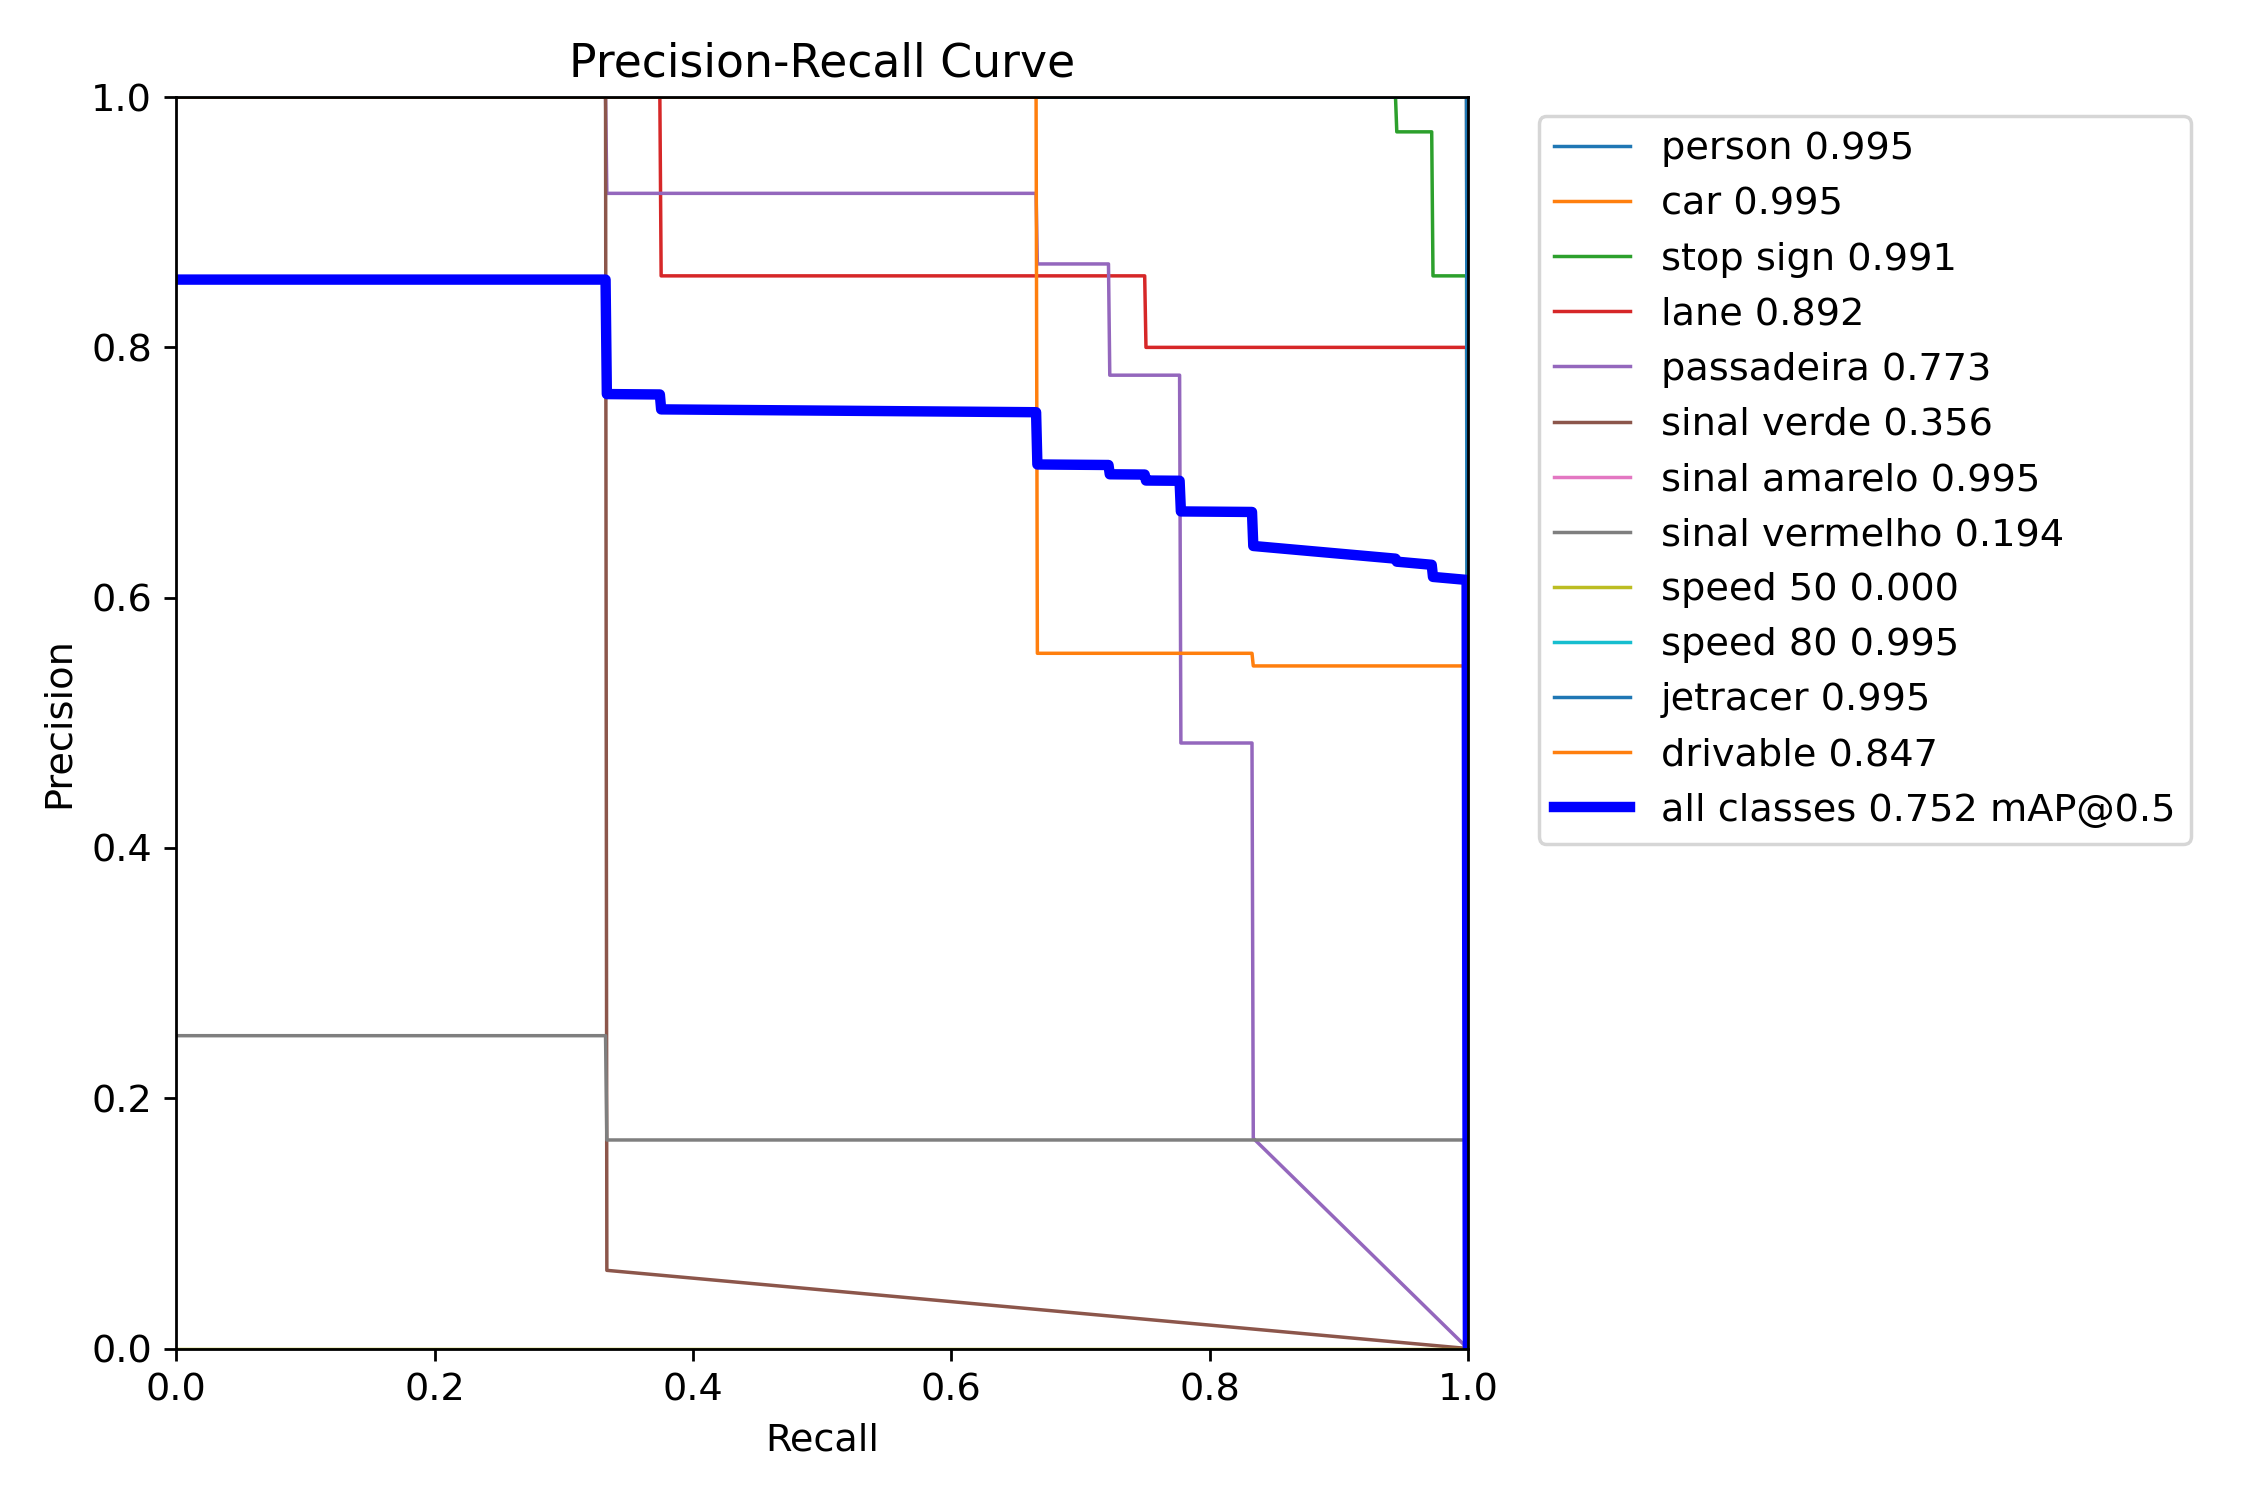 Precision-Recall Curve
1.0
0.8
0.6
0.4
0.2
0.0
Precision
0.0 0.2 0.4 0.6 0.8 1.0
Recall
person 0.995
car 0.995
stop sign 0.991
lane 0.892
passadeira 0.773
sinal verde 0.356
sinal amarelo 0.995
sinal vermelho 0.194
speed 50 0.000
speed 80 0.995
jetracer 0.995
drivable 0.847
all classes 0.752 mAP@0.5